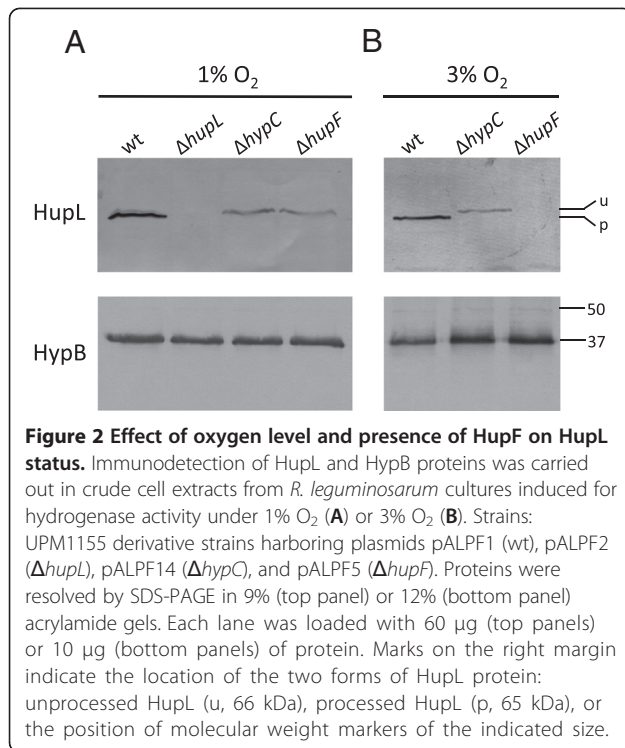 A
B
1% O₂
3% O₂
wt
ΔhupL
ΔhypC
ΔhupF
wt
ΔhypC
ΔhupF
HupL
u
p
HypB
50
37
Figure 2 Effect of oxygen level and presence of HupF on HupL
status. Immunodetection of HupL and HypB proteins was carried
out in crude cell extracts from R. leguminosarum cultures induced for
hydrogenase activity under 1% O₂ (A) or 3% O₂ (B). Strains:
UPM1155 derivative strains harboring plasmids pALPF1 (wt), pALPF2
(ΔhupL), pALPF14 (ΔhypC), and pALPF5 (ΔhupF). Proteins were
resolved by SDS-PAGE in 9% (top panel) or 12% (bottom panel)
acrylamide gels. Each lane was loaded with 60 μg (top panels)
or 10 μg (bottom panels) of protein. Marks on the right margin
indicate the location of the two forms of HupL protein:
unprocessed HupL (u, 66 kDa), processed HupL (p, 65 kDa), or
the position of molecular weight markers of the indicated size.